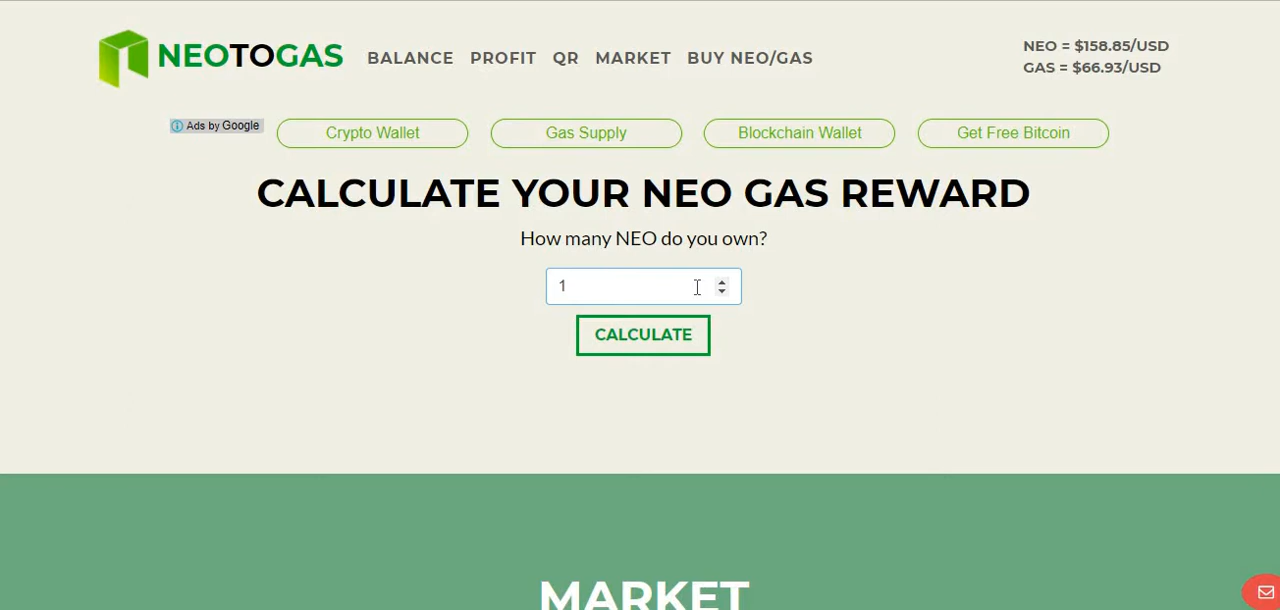 NEOTOGAS
BALANCE PROFIT QR MARKET BUY NEO/GAS
NEO = $158.85/USD
GAS = $66.93/USD
Ads by Google
Crypto Wallet
Gas Supply
Blockchain Wallet
Get Free Bitcoin
CALCULATE YOUR NEO GAS REWARD
How many NEO do you own?
1
CALCULATE
MARKET